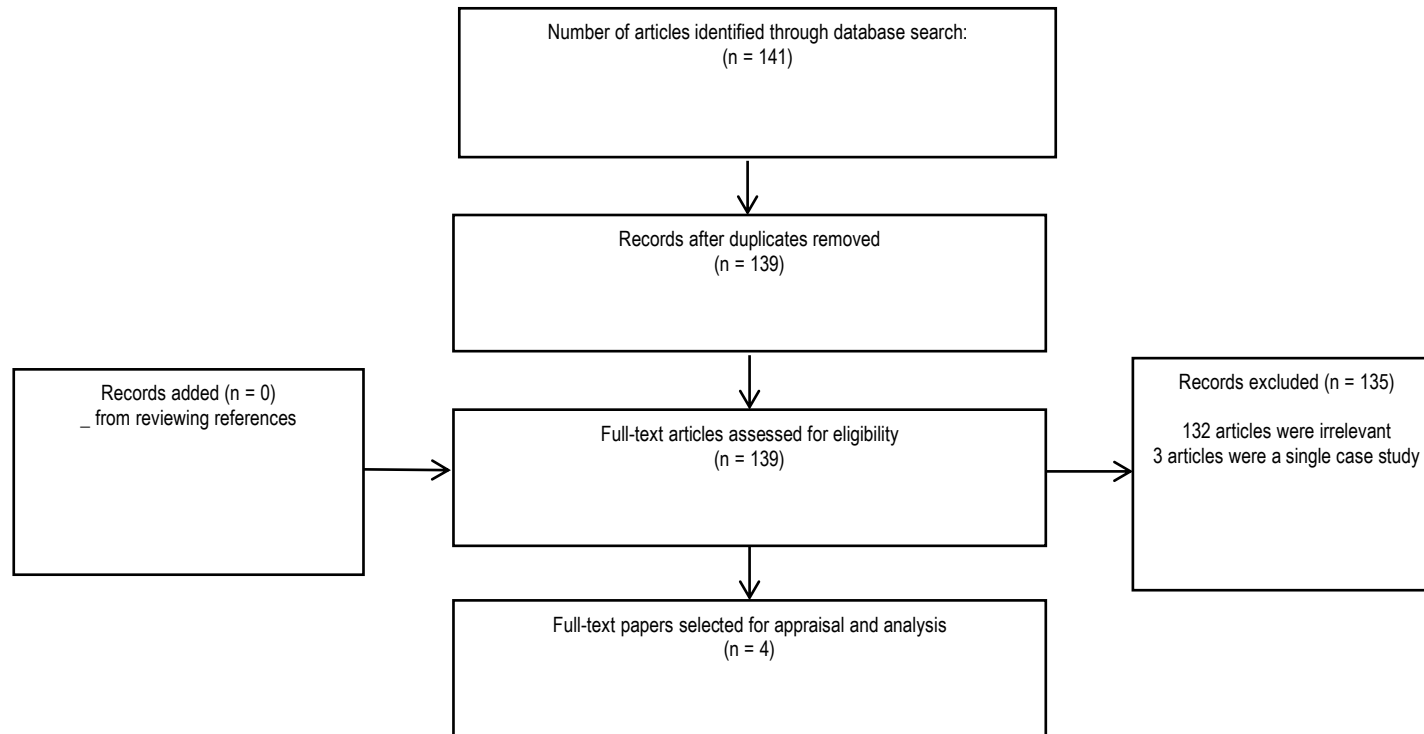 Number of articles identified through database search:
(n = 141)
Records after duplicates removed
(n = 139)
Records added (n = 0)
_ from reviewing references
Full-text articles assessed for eligibility
(n = 139)
Records excluded (n = 135)
132 articles were irrelevant
3 articles were a single case study
Full-text papers selected for appraisal and analysis
(n = 4)